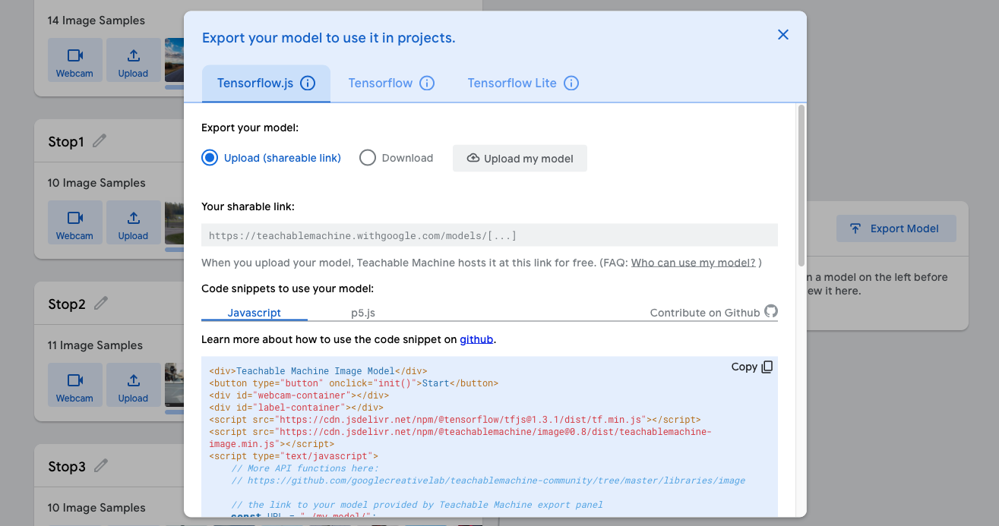 14 Image Samples
Webcam
Upload
Stop1
10 Image Samples
Webcam
Upload
Stop2
11 Image Samples
Webcam
Upload
Stop3
10 Image Samples
Export your model to use it in projects.
Tensorflow.js
Tensorflow
Tensorflow Lite
Export your model:
Upload (shareable link)
Download
Upload my model
Your sharable link:
https://teachablemachine.withgoogle.com/models/[...]
When you upload your model, Teachable Machine hosts it at this link for free. (FAQ: Who can use my model? )
Code snippets to use your model:
Javascript
p5.js
Contribute on Github
Learn more about how to use the code snippet on github.
Copy
<div>Teachable Machine Image Model</div>
<button type="button" onclick="init()">Start</button>
<div id="webcam-container"></div>
<div id="label-container"></div>
<script src="https://cdn.jsdelivr.net/npm/@tensorflow/tfjs@1.3.1/dist/tf.min.js"></script>
<script src="https://cdn.jsdelivr.net/npm/@teachablemachine/image@0.8/dist/teachablemachine-
image.min.js"></script>
<script type="text/javascript">
// More API functions here:
// https://github.com/googlecreativelab/teachablemachine-community/tree/master/libraries/image
// the link to your model provided by Teachable Machine export panel
const URL = "./my_model/";
Export Model
n a model on the left before
ew it here.